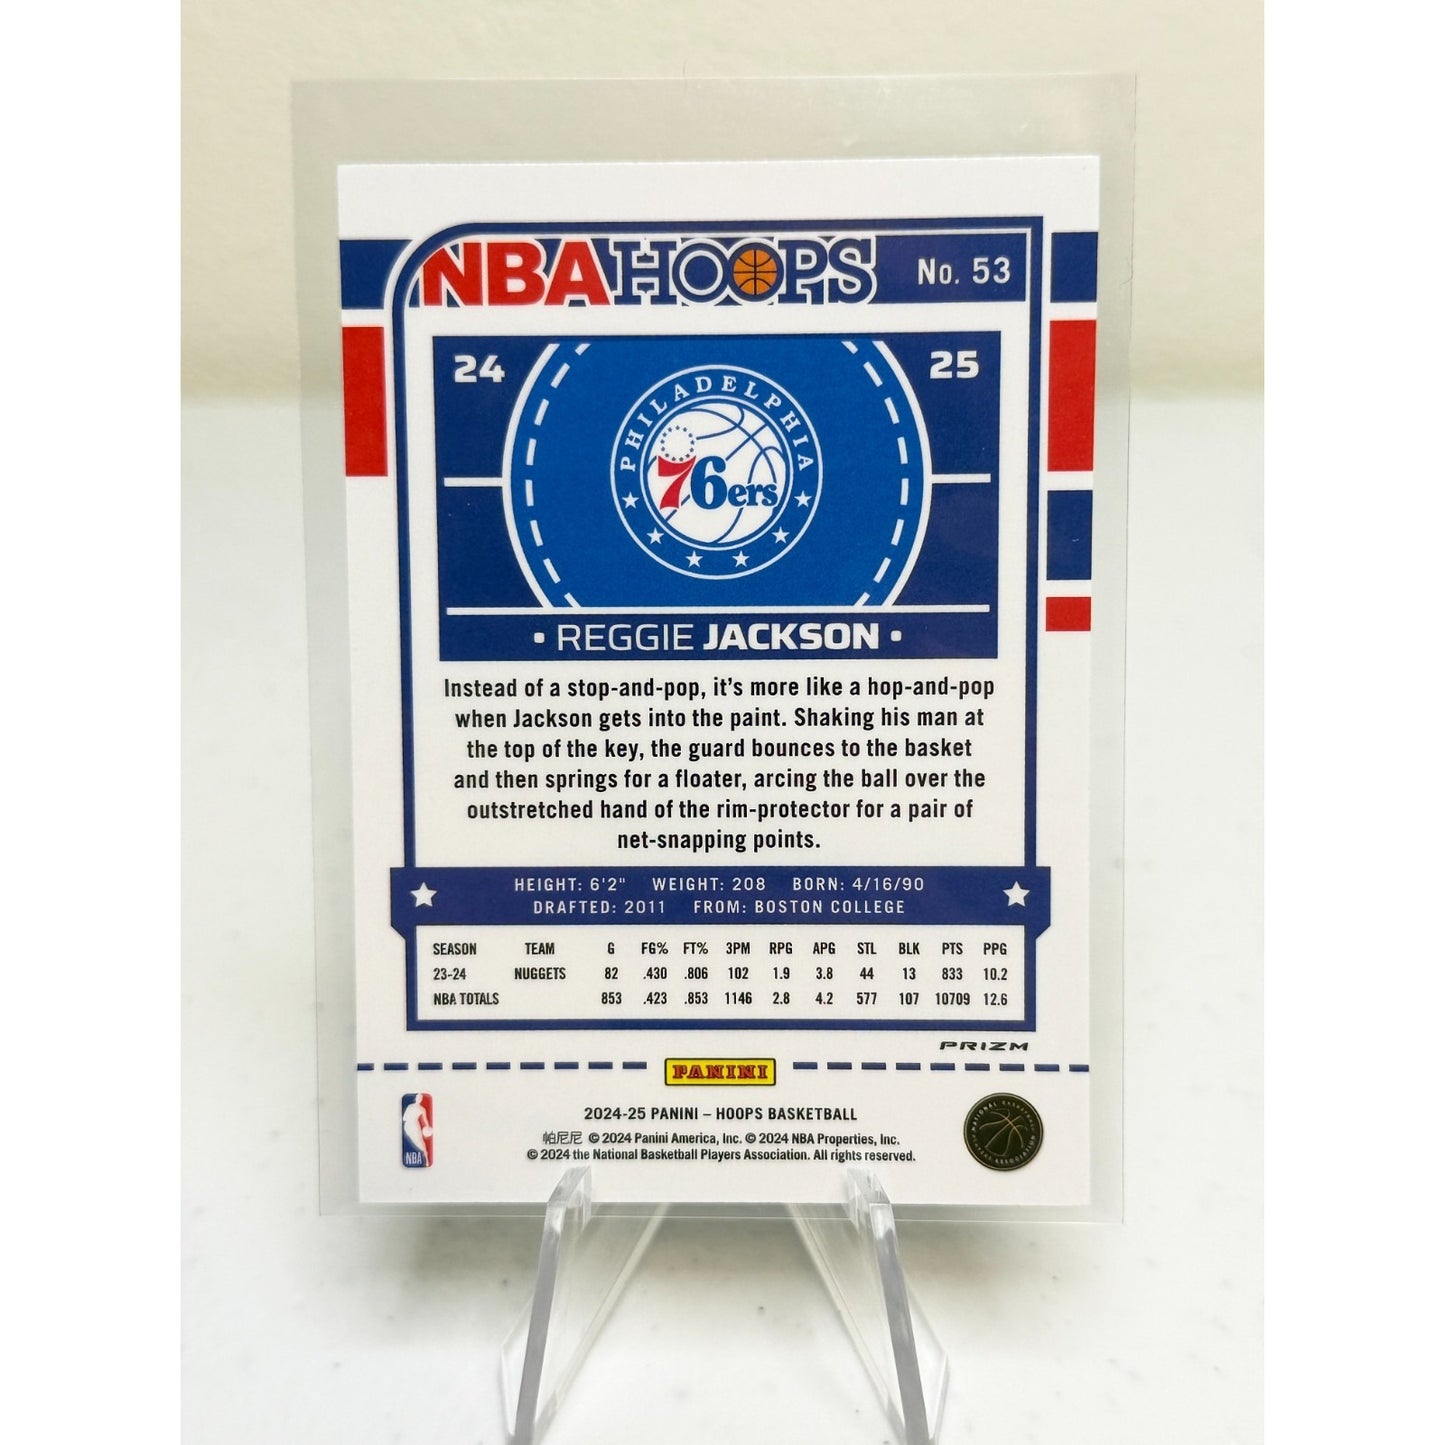 NBA HOOPS No. 53
24 25
PHILADELPHIA
76ers
• REGGIE JACKSON •
Instead of a stop-and-pop, it's more like a hop-and-pop
when Jackson gets into the paint. Shaking his man at
the top of the key, the guard bounces to the basket
and then springs for a floater, arcing the ball over the
outstretched hand of the rim-protector for a pair of
net-snapping points.
HEIGHT: 6'2" WEIGHT: 208 BORN: 4/16/90
DRAFTED: 2011 FROM: BOSTON COLLEGE
SEASON TEAM G FG% FT% 3PM RPG APG STL BLK PTS PPG
23-24 NUGGETS 82 .430 .806 102 1.9 3.8 44 13 833 10.2
NBA TOTALS 853 .423 .853 1146 2.8 4.2 577 107 10709 12.6
PRIZM
PANINI
2024-25 PANINI – HOOPS BASKETBALL
帕尼尼 © 2024 Panini America, Inc. © 2024 NBA Properties, Inc.
© 2024 the National Basketball Players Association. All rights reserved.
NBA
NATIONAL BASKETBALL PLAYERS ASSOCIATION